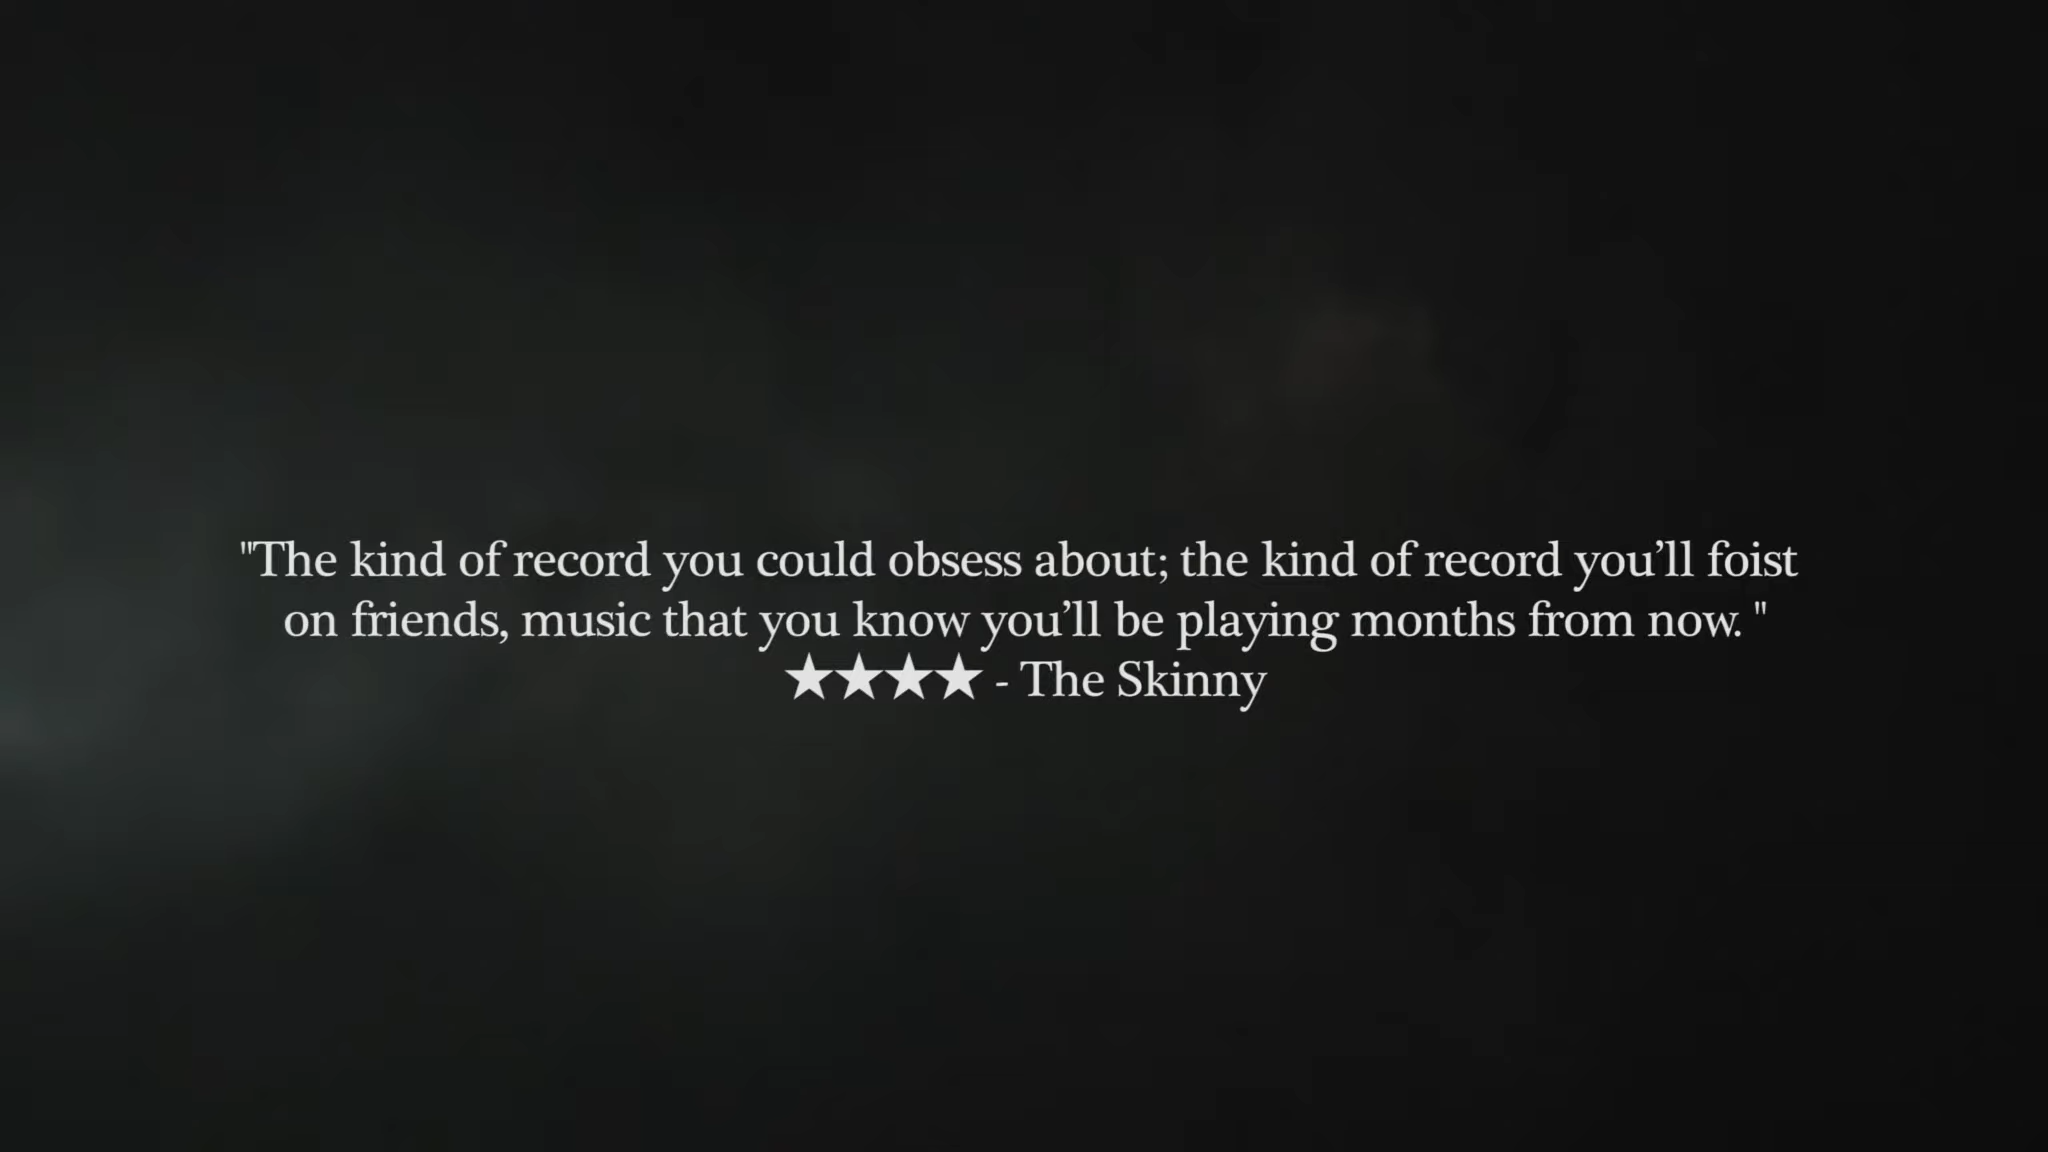 "The kind of record you could obsess about; the kind of record you’ll foist
on friends, music that you know you’ll be playing months from now. "
★★★★ - The Skinny